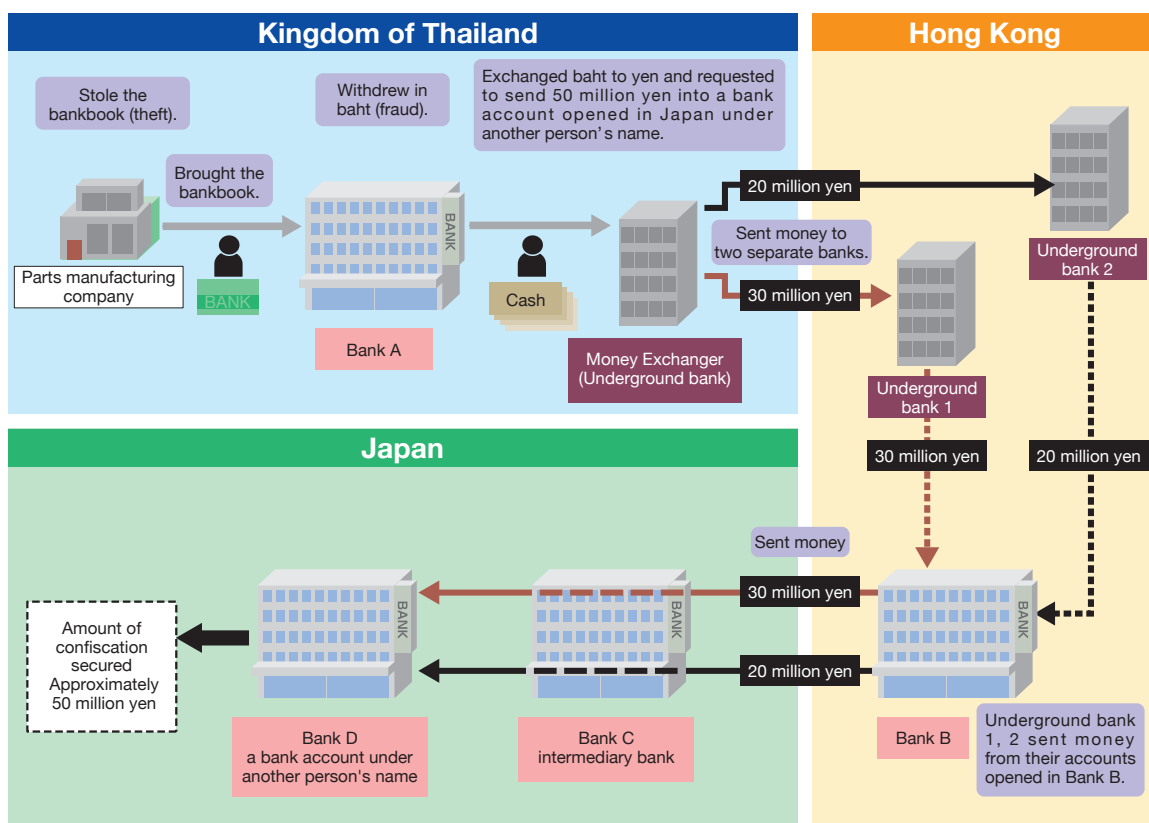 Kingdom of Thailand
Hong Kong
Stole the
bankbook (theft).
Brought the
bankbook.
Withdrew in
baht (fraud).
Exchanged baht to yen and requested
to send 50 million yen into a bank
account opened in Japan under
another person's name.
Parts manufacturing
company
BANK
BANK
Bank A
Cash
Money Exchanger
(Underground bank)
20 million yen
Sent money to
two separate banks.
30 million yen
Underground
bank 2
Underground
bank 1
30 million yen
20 million yen
Japan
Sent money
30 million yen
20 million yen
BANK
BANK
BANK
Amount of
confiscation
secured
Approximately
50 million yen
Bank D
a bank account under
another person's name
Bank C
intermediary bank
Bank B
Underground bank
1, 2 sent money
from their accounts
opened in Bank B.